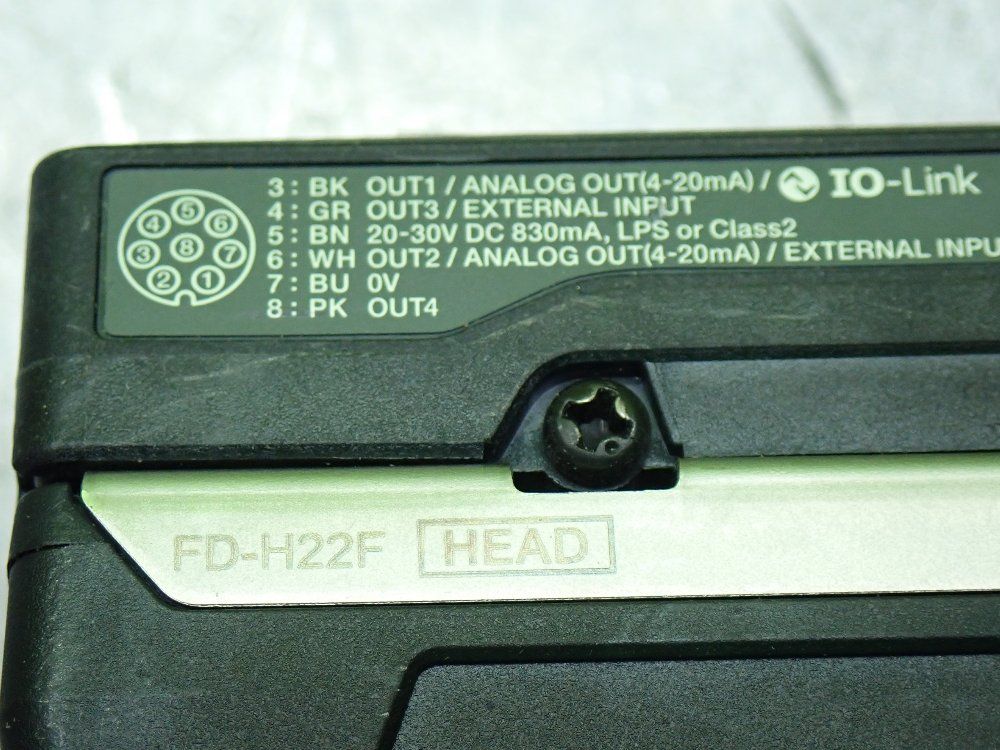 3 : BK OUT1 / ANALOG OUT(4-20mA) / IO-Link
4 : GR OUT3 / EXTERNAL INPUT
5 : BN 20-30V DC 830mA, LPS or Class2
6 : WH OUT2 / ANALOG OUT(4-20mA) / EXTERNAL INPU
7 : BU 0V
8 : PK OUT4
5
4 6
3 8 7
2 1
FD-H22F HEAD